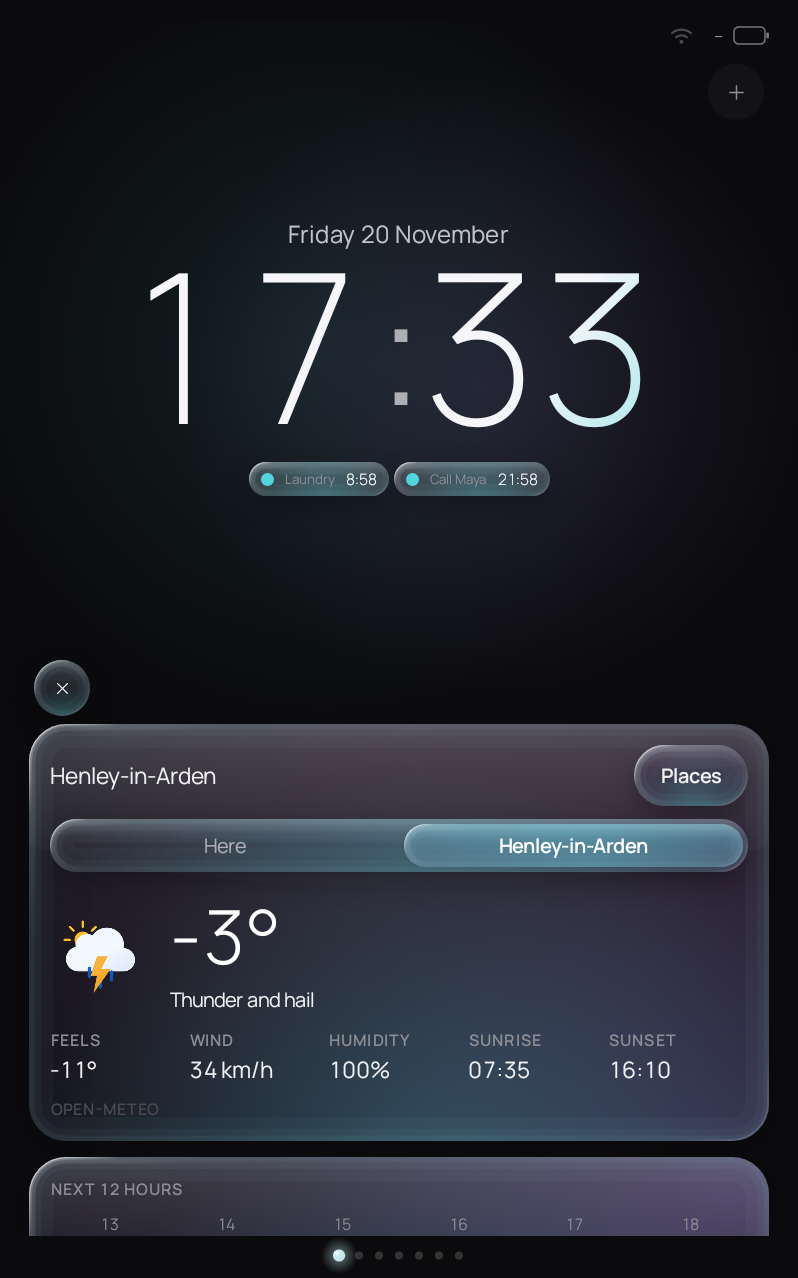 –
+
Friday 20 November
17:33
Laundry 8:58 Call Maya 21:58
Henley-in-Arden Places
Here Henley-in-Arden
-3°
Thunder and hail
FEELS WIND HUMIDITY SUNRISE SUNSET
-11° 34 km/h 100% 07:35 16:10
OPEN-METEO
NEXT 12 HOURS
13 14 15 16 17 18